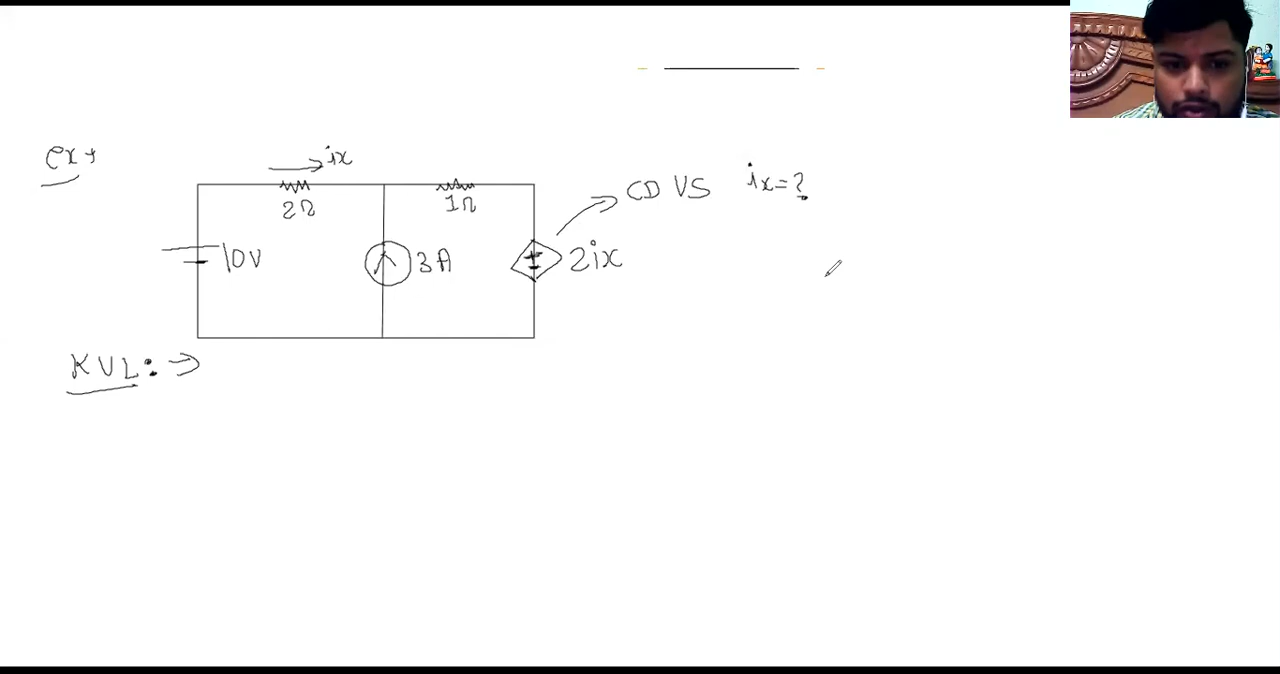 ex→
ix
2Ω
1Ω
CD VS ix=?
10V
3A
2ix
KVL:→